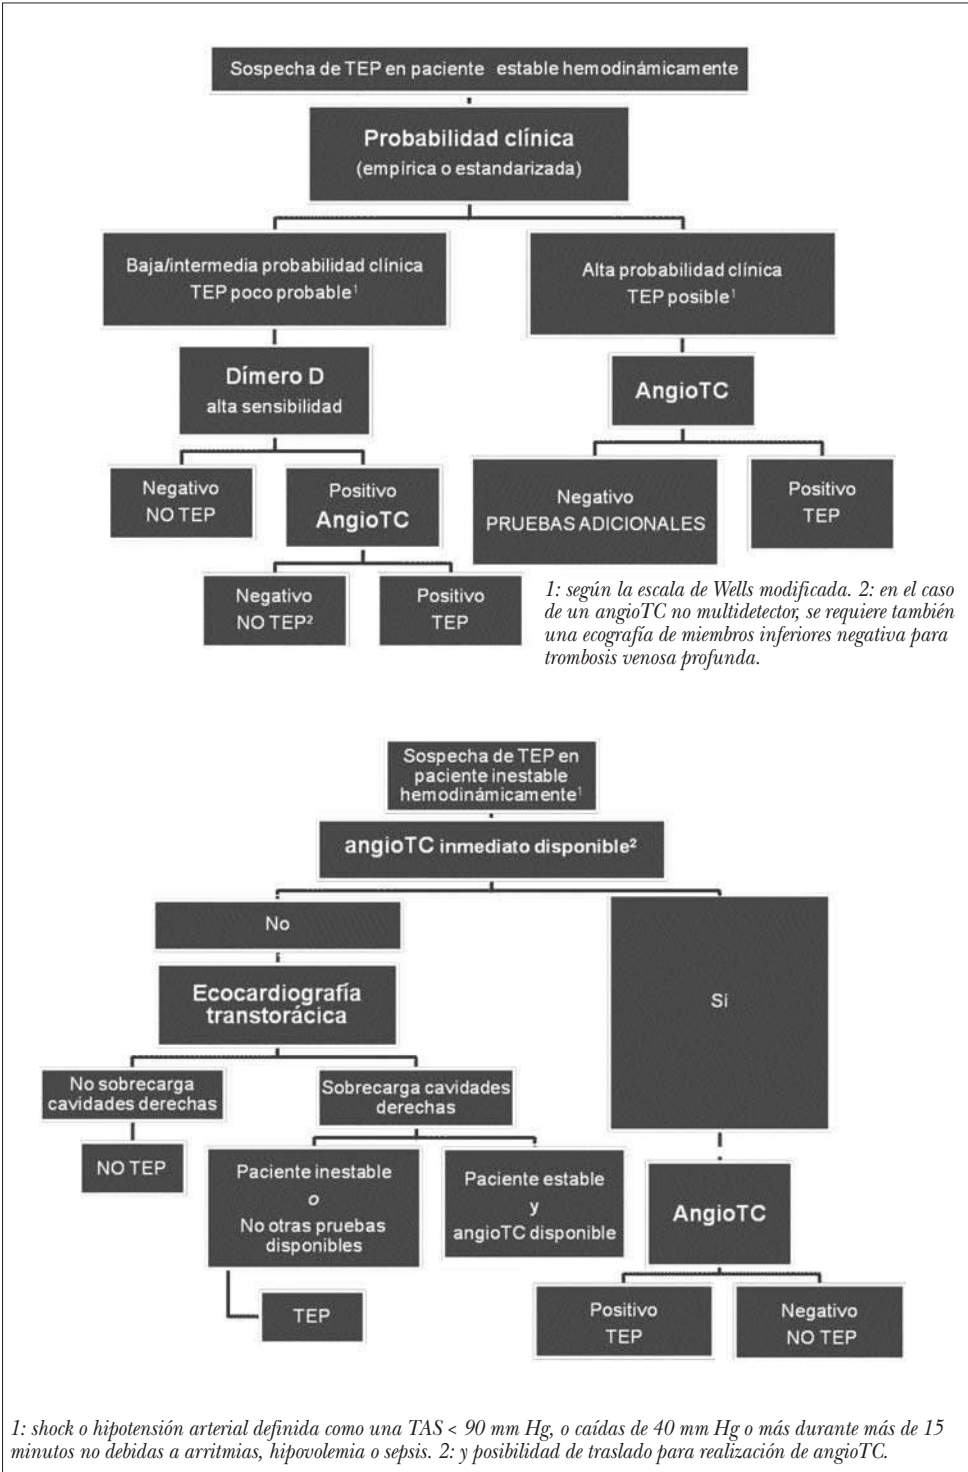 Sospecha de TEP en paciente estable hemodinámicamente
Probabilidad clínica
(empírica o estandarizada)
Baja/intermedia probabilidad clínica
TEP poco probable¹
Alta probabilidad clínica
TEP posible¹
Dímero D
alta sensibilidad
AngioTC
Negativo
NO TEP
Positivo
AngioTC
Negativo
PRUEBAS ADICIONALES
Positivo
TEP
Negativo
NO TEP²
Positivo
TEP
1: según la escala de Wells modificada. 2: en el caso
de un angioTC no multidetector, se requiere también
una ecografía de miembros inferiores negativa para
trombosis venosa profunda.
Sospecha de TEP en
paciente inestable
hemodinámicamente¹
angioTC inmediato disponible²
No
Si
Ecocardiografía
transtorácica
No sobrecarga
cavidades derechas
Sobrecarga cavidades
derechas
NO TEP
Paciente inestable
o
No otras pruebas
disponibles
Paciente estable
y
angioTC disponible
AngioTC
TEP
Positivo
TEP
Negativo
NO TEP
1: shock o hipotensión arterial definida como una TAS < 90 mm Hg, o caídas de 40 mm Hg o más durante más de 15
minutos no debidas a arritmias, hipovolemia o sepsis. 2: y posibilidad de traslado para realización de angioTC.